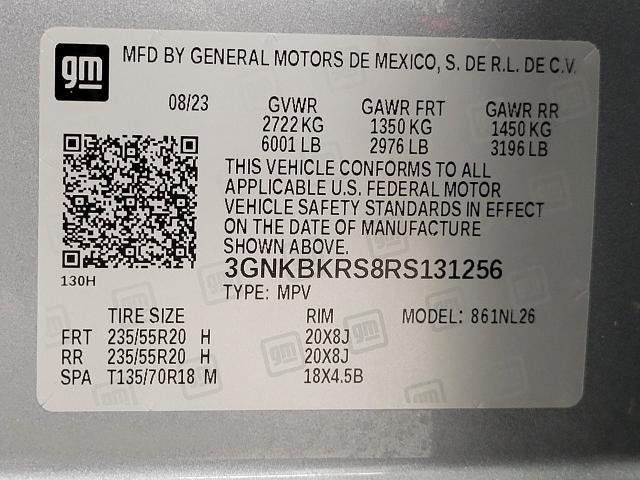 gm MFD BY GENERAL MOTORS DE MEXICO, S. DE R.L. DE C.V.
08/23 GVWR GAWR FRT GAWR RR
2722 KG 1350 KG 1450 KG
6001 LB 2976 LB 3196 LB
THIS VEHICLE CONFORMS TO ALL
APPLICABLE U.S. FEDERAL MOTOR
VEHICLE SAFETY STANDARDS IN EFFECT
ON THE DATE OF MANUFACTURE
SHOWN ABOVE.
3GNKBKRS8RS131256
130H
TYPE: MPV
TIRE SIZE RIM MODEL: 861NL26
FRT 235/55R20 H 20X8J
RR 235/55R20 H 20X8J
SPA T135/70R18 M 18X4.5B